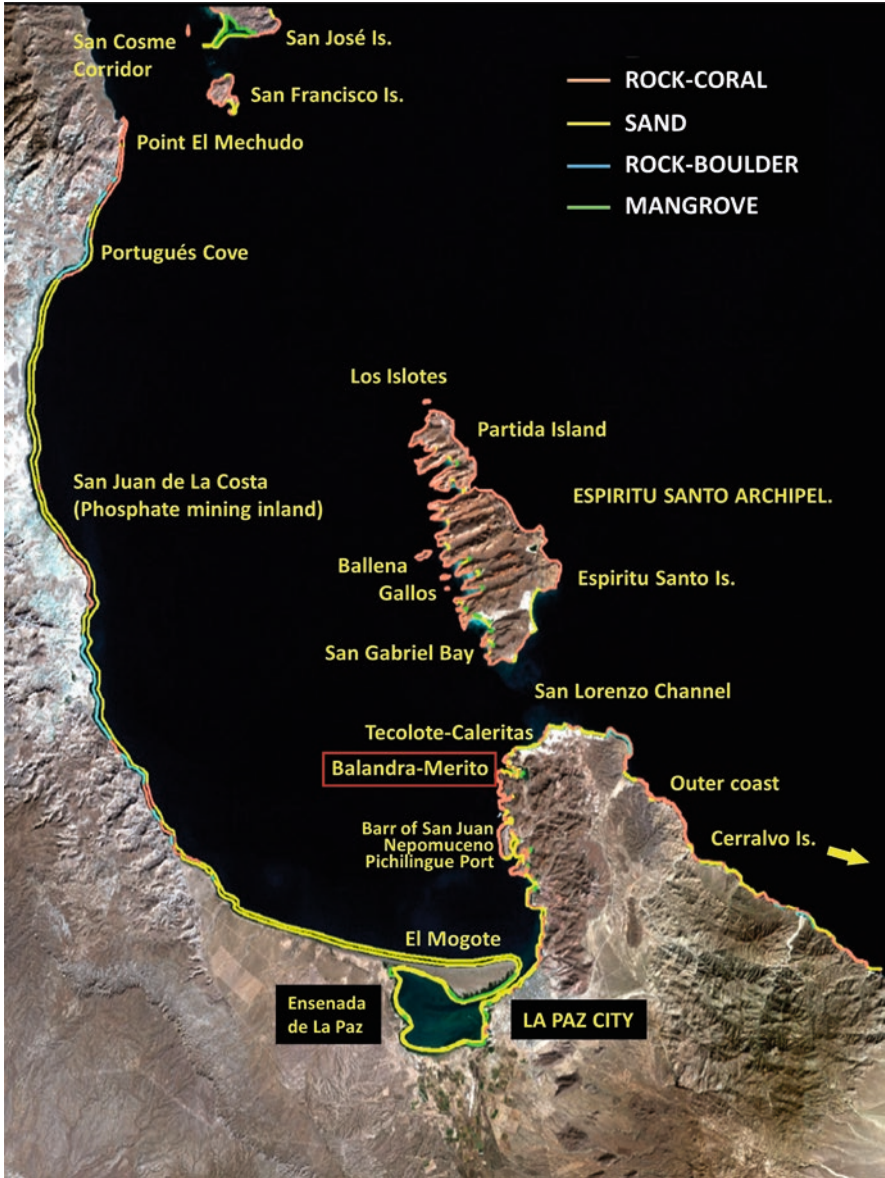 San Cosme
Corridor
San José Is.
San Francisco Is.
Point El Mechudo
Portugués Cove
ROCK-CORAL
SAND
ROCK-BOULDER
MANGROVE
Los Islotes
Partida Island
San Juan de La Costa
(Phosphate mining inland)
ESPIRITU SANTO ARCHIPEL.
Ballena
Gallos
Espiritu Santo Is.
San Gabriel Bay
San Lorenzo Channel
Tecolote-Caleritas
Balandra-Merito
Outer coast
Barr of San Juan
Nepomuceno
Pichilingue Port
Cerralvo Is.
El Mogote
Ensenada
de La Paz
LA PAZ CITY